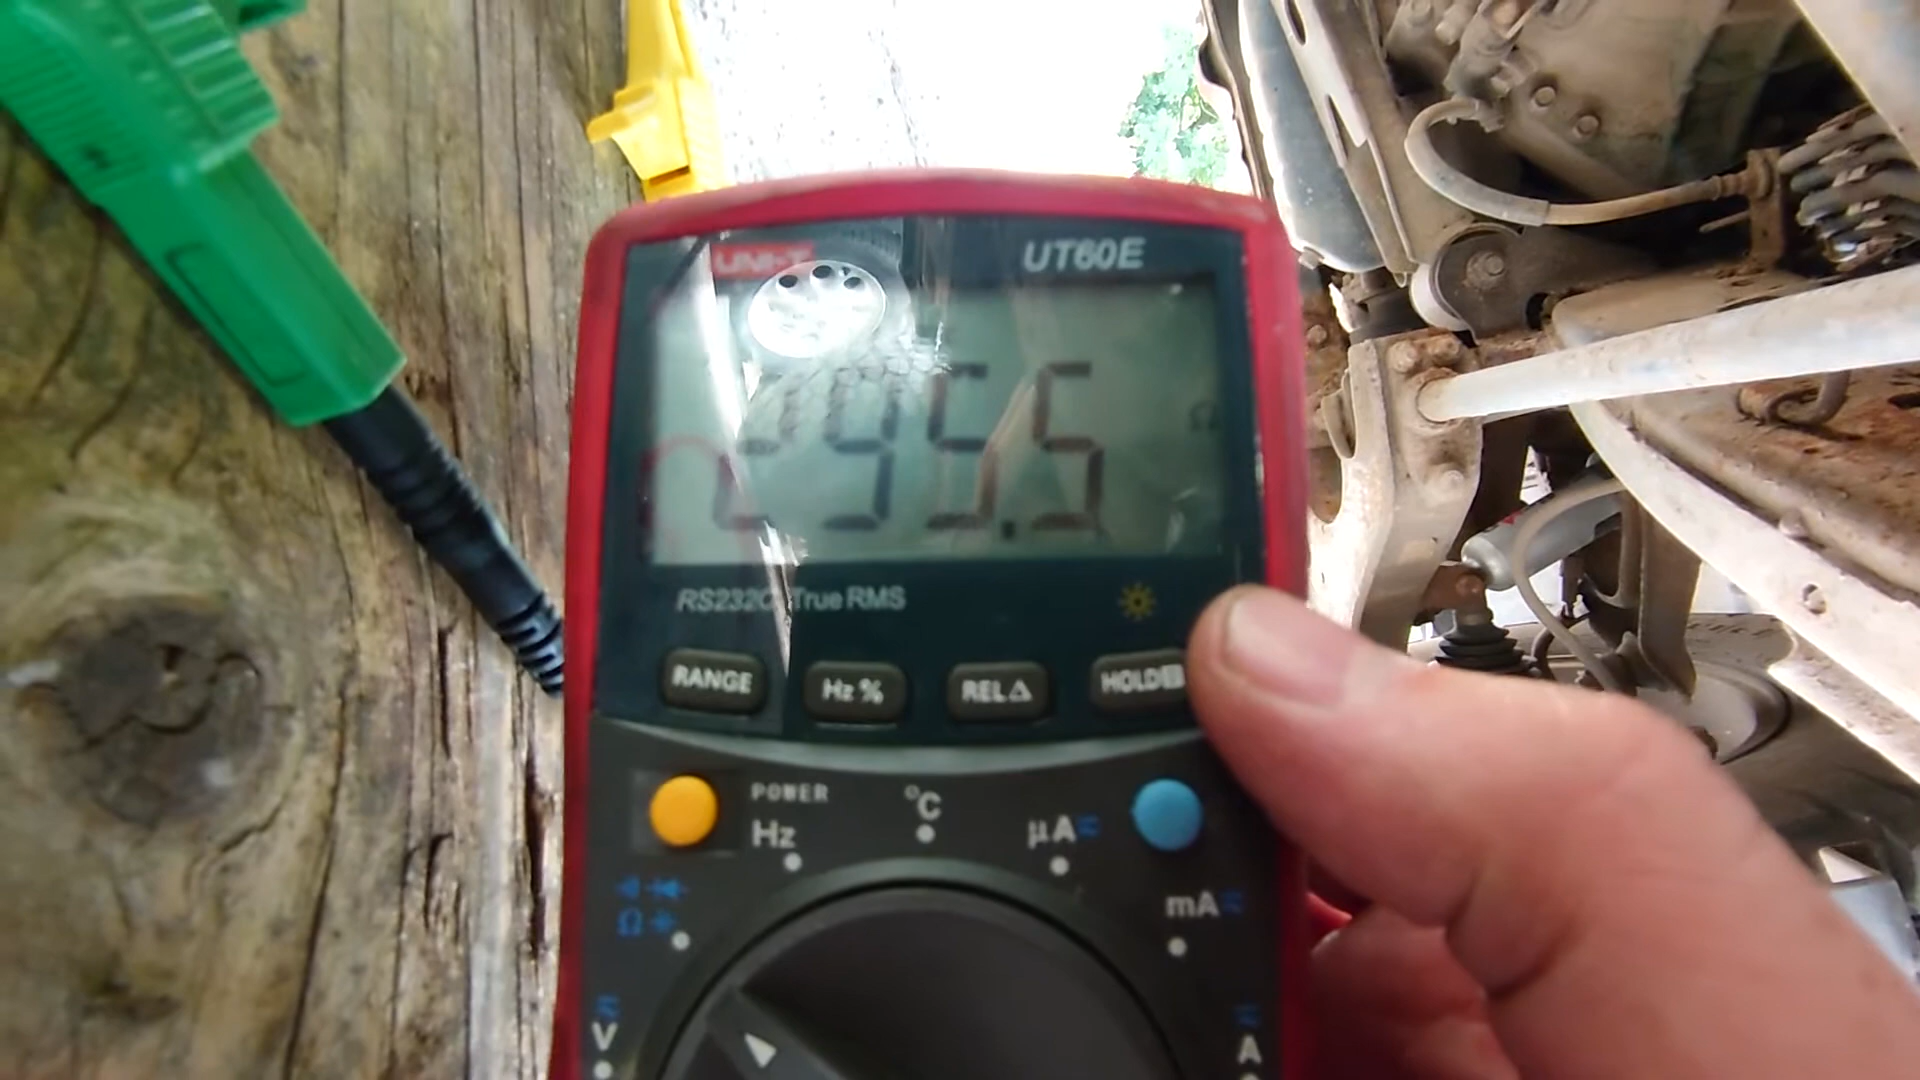 UNI-T UT60E
295.5 Ω
RS232C True RMS
RANGE Hz % REL△ HOLD
POWER
Hz °C µA
Ω mA
V A